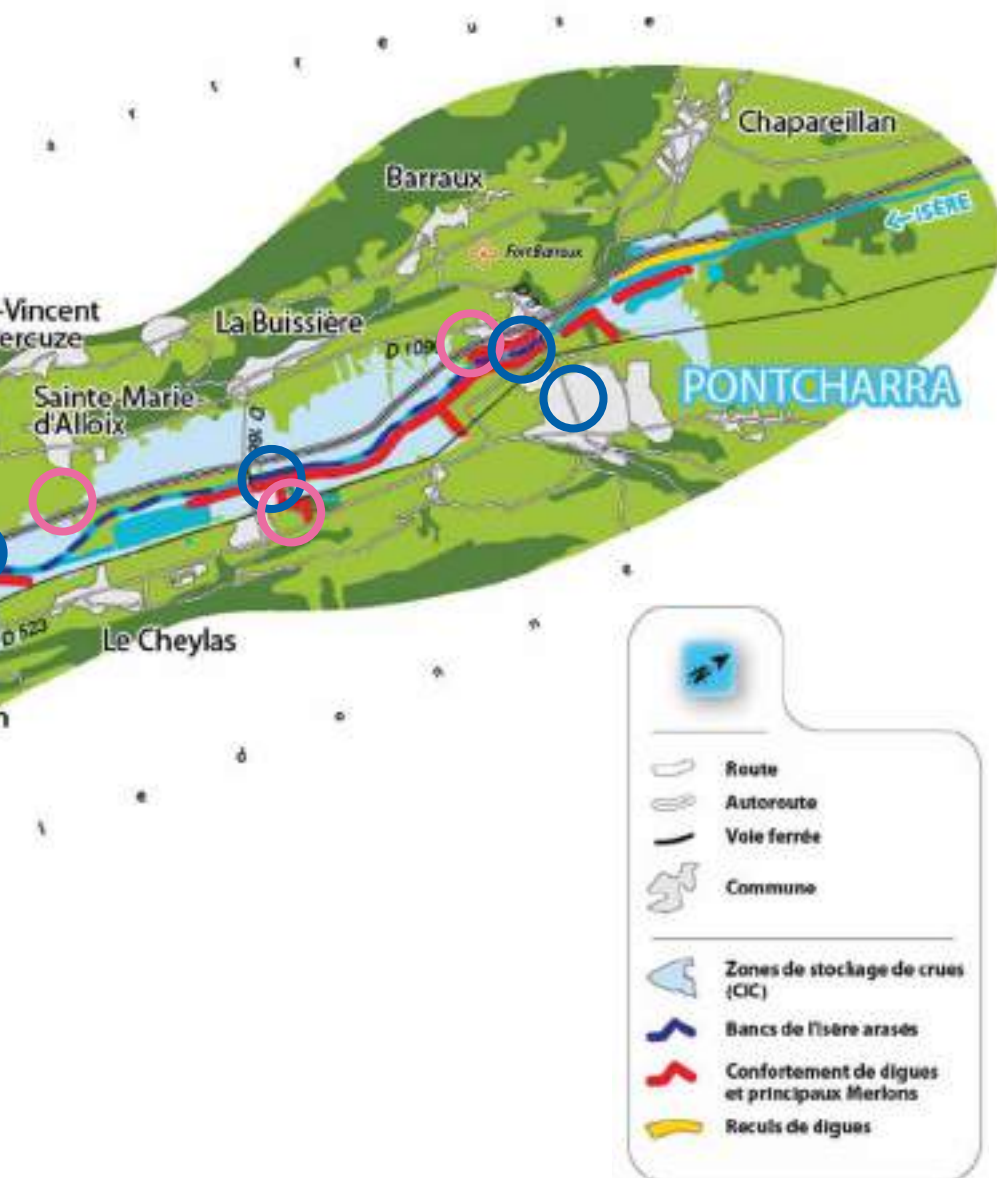 Chapareillan
Barraux
←ISÈRE
Fort Barraux
-Vincent
ercuze
La Buissière
D 1090
PONTCHARRA
Sainte-Marie-
d'Alloix
Le Cheylas
D 523
Route
Autoroute
Voie ferrée
Commune
Zones de stockage de crues
(CIC)
Bancs de l'Isère arasés
Confortement de digues
et principaux Merlons
Reculs de digues